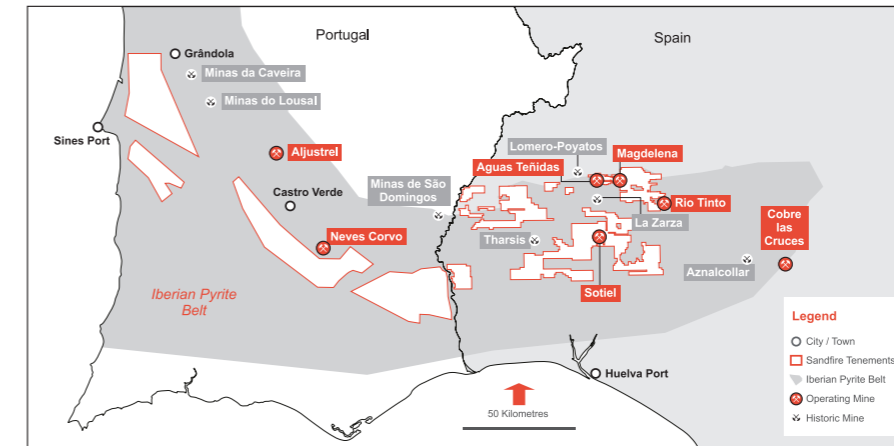 Portugal
Spain
Grândola
Minas da Caveira
Minas do Lousal
Sines Port
Aljustrel
Castro Verde
Minas de São
Domingos
Neves Corvo
Iberian Pyrite
Belt
Lomero-Poyatos
Aguas Teñidas
Magdelena
Rio Tinto
La Zarza
Tharsis
Sotiel
Cobre
las
Cruces
Aznalcollar
Huelva Port
50 Kilometres
Legend
City / Town
Sandfire Tenements
Iberian Pyrite Belt
Operating Mine
Historic Mine